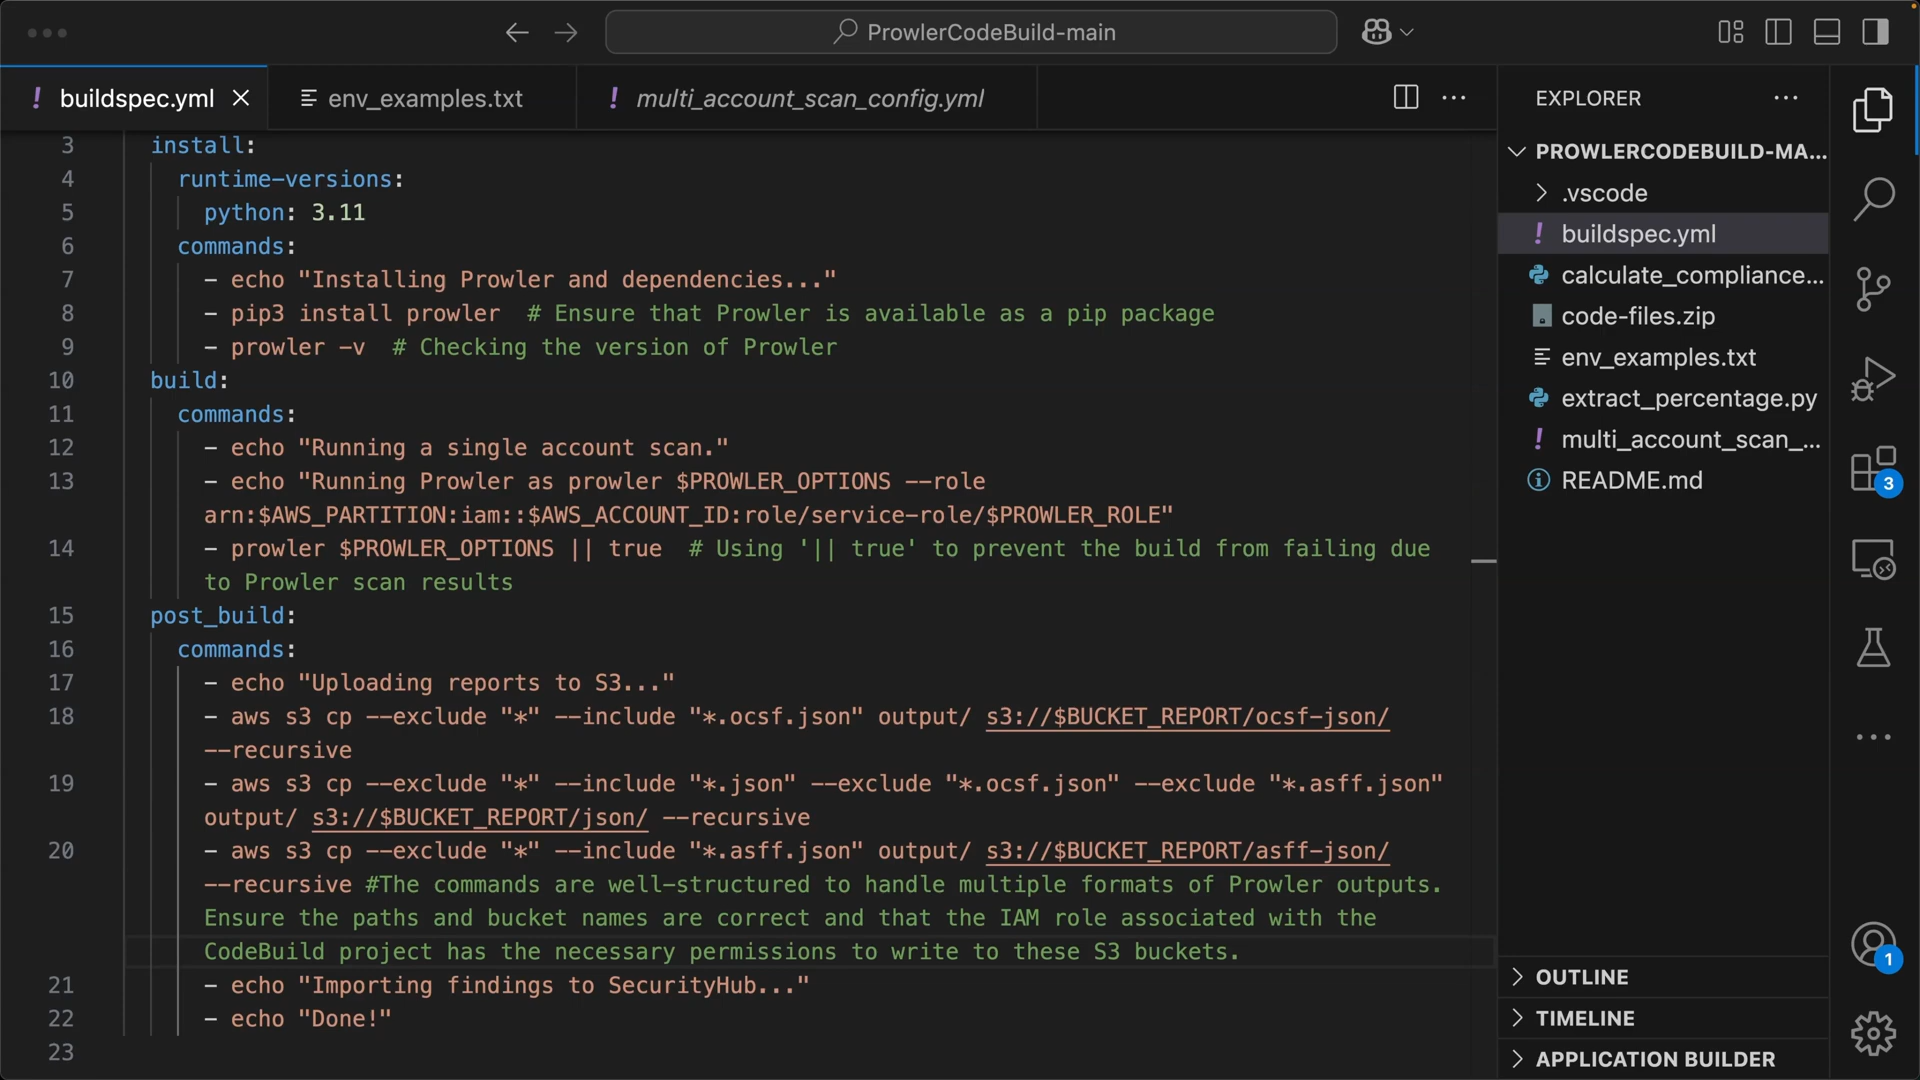 ProwlerCodeBuild-main
! buildspec.yml
env_examples.txt
! multi_account_scan_config.yml
3 install:
4 runtime-versions:
5 python: 3.11
6 commands:
7 - echo "Installing Prowler and dependencies..."
8 - pip3 install prowler # Ensure that Prowler is available as a pip package
9 - prowler -v # Checking the version of Prowler
10 build:
11 commands:
12 - echo "Running a single account scan."
13 - echo "Running Prowler as prowler $PROWLER_OPTIONS --role
arn:$AWS_PARTITION:iam::$AWS_ACCOUNT_ID:role/service-role/$PROWLER_ROLE"
14 - prowler $PROWLER_OPTIONS || true # Using '|| true' to prevent the build from failing due
to Prowler scan results
15 post_build:
16 commands:
17 - echo "Uploading reports to S3..."
18 - aws s3 cp --exclude "*" --include "*.ocsf.json" output/ s3://$BUCKET_REPORT/ocsf-json/
--recursive
19 - aws s3 cp --exclude "*" --include "*.json" --exclude "*.ocsf.json" --exclude "*.asff.json"
output/ s3://$BUCKET_REPORT/json/ --recursive
20 - aws s3 cp --exclude "*" --include "*.asff.json" output/ s3://$BUCKET_REPORT/asff-json/
--recursive #The commands are well-structured to handle multiple formats of Prowler outputs.
Ensure the paths and bucket names are correct and that the IAM role associated with the
CodeBuild project has the necessary permissions to write to these S3 buckets.
21 - echo "Importing findings to SecurityHub..."
22 - echo "Done!"
23
EXPLORER
PROWLERCODEBUILD-MA...
.vscode
! buildspec.yml
calculate_compliance...
code-files.zip
env_examples.txt
extract_percentage.py
! multi_account_scan_...
README.md
OUTLINE
TIMELINE
APPLICATION BUILDER
3
1